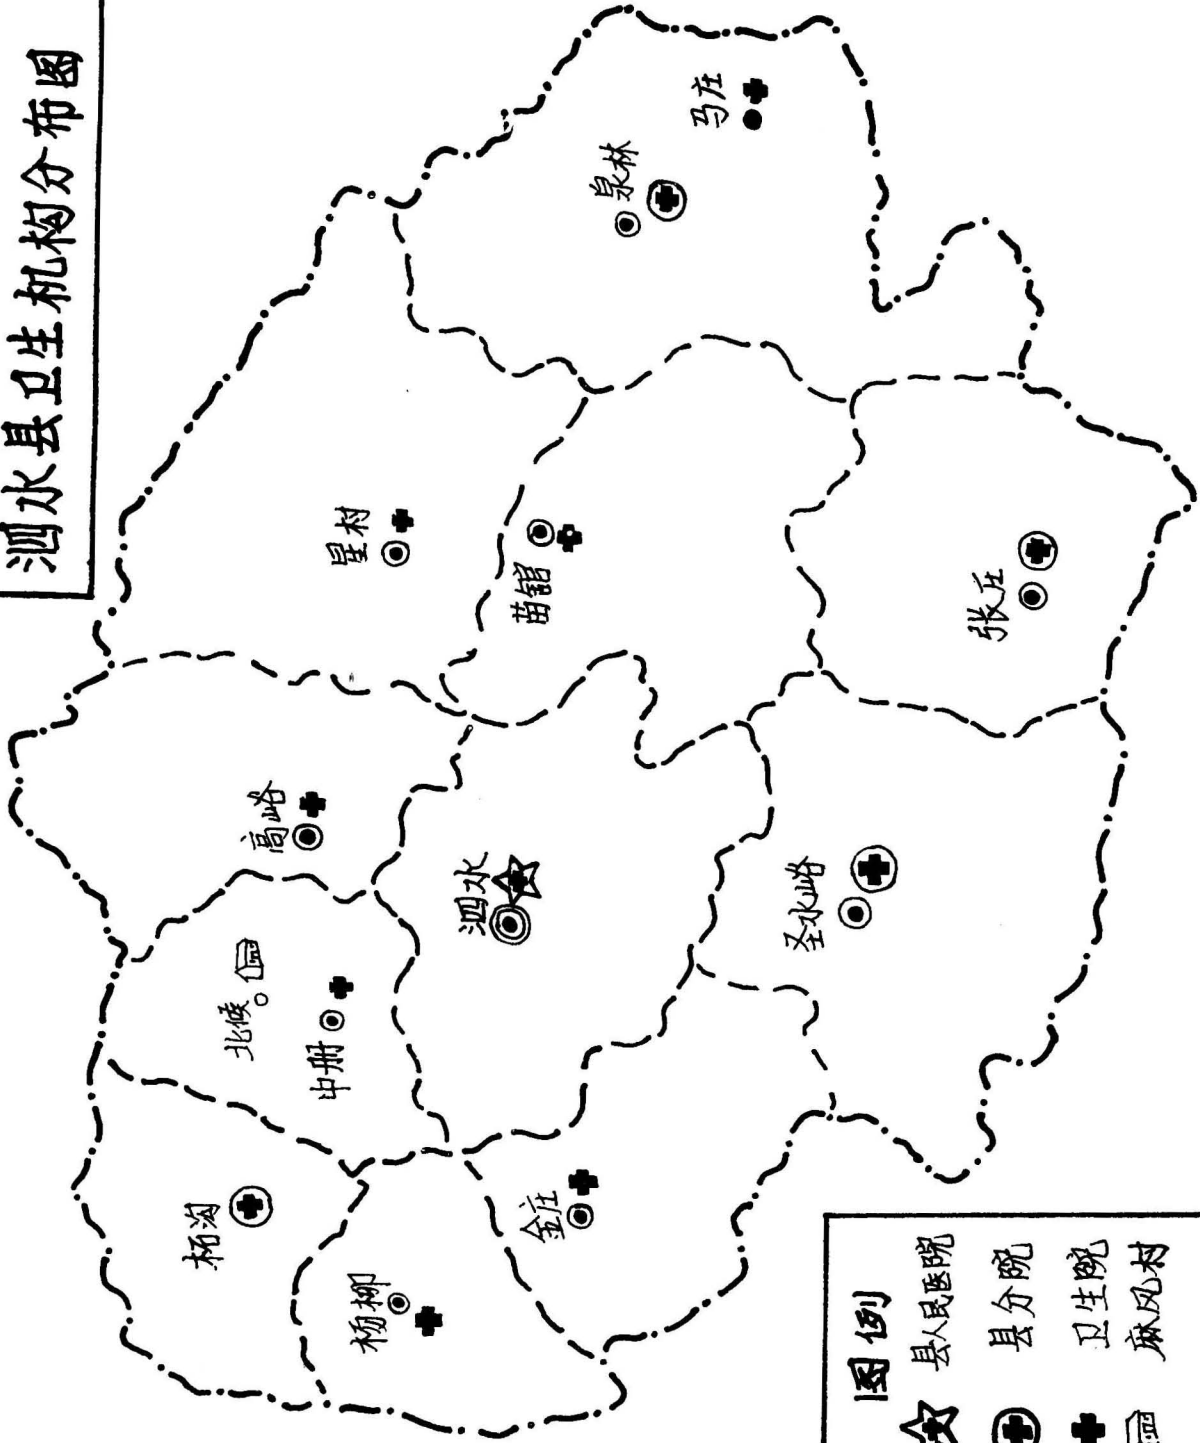 泗水县卫生机构分布图
马庄
泉林
星村
苗馆
张庄
高峪
泗水
圣水峪
北候
中册
柘沟
杨柳
金庄
图例
县人民医院
县分院
卫生院
麻风村